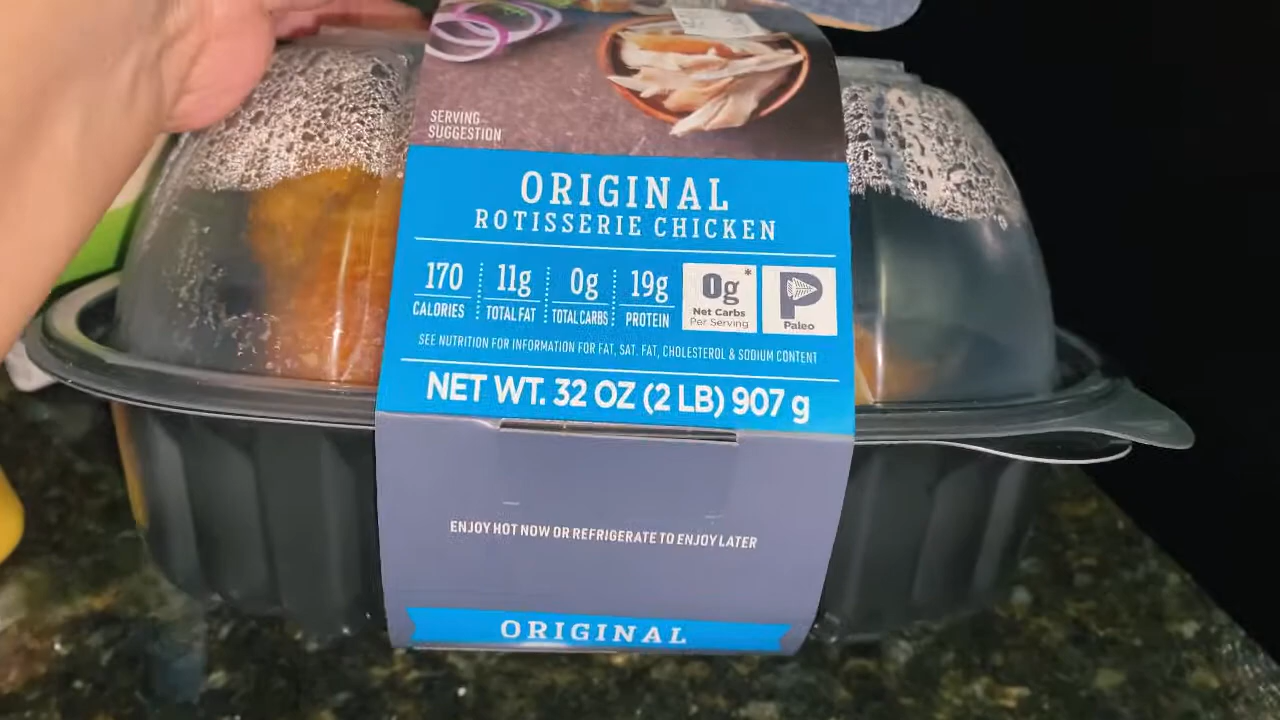 SERVING
SUGGESTION
ORIGINAL
ROTISSERIE CHICKEN
170
CALORIES
11g
TOTAL FAT
0g
TOTAL CARBS
19g
PROTEIN
0g*
Net Carbs
Per Serving
P
Paleo
SEE NUTRITION FOR INFORMATION FOR FAT, SAT. FAT, CHOLESTEROL & SODIUM CONTENT
NET WT. 32 OZ (2 LB) 907 g
ENJOY HOT NOW OR REFRIGERATE TO ENJOY LATER
ORIGINAL